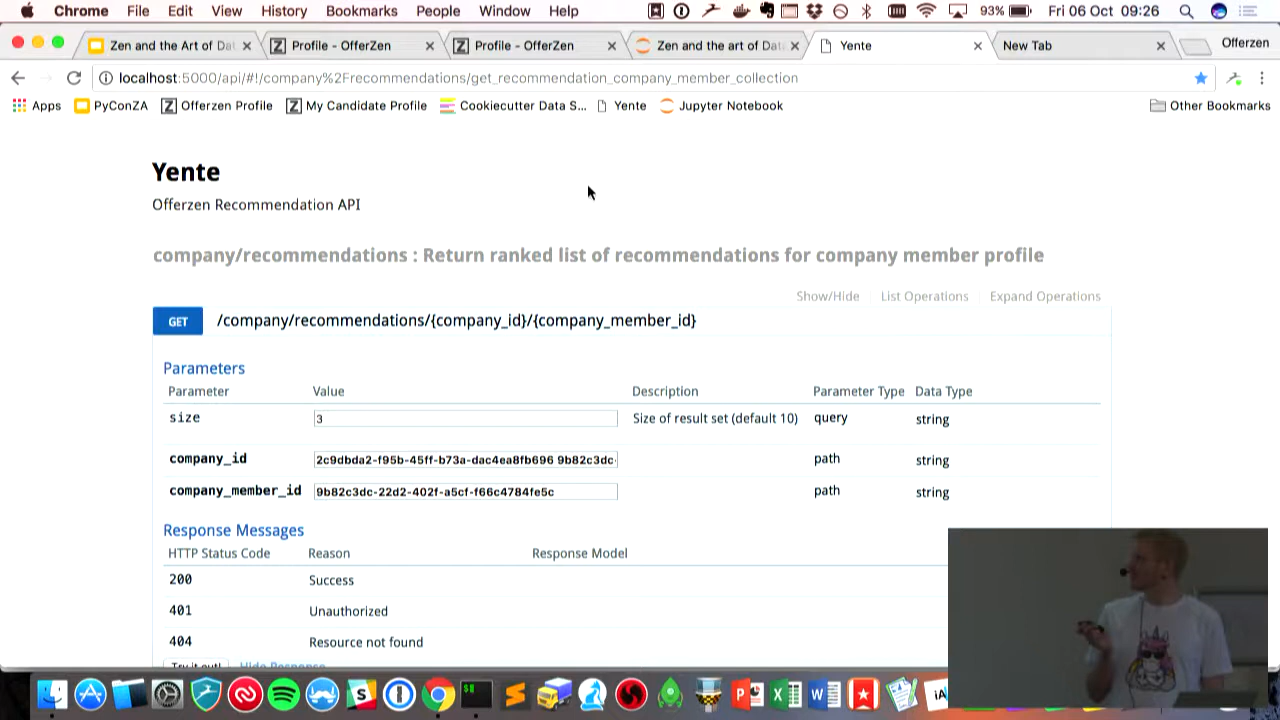 Chrome File Edit View History Bookmarks People Window Help 93% Fri 06 Oct 09:26
Zen and the Art of Dat Profile - OfferZen Profile - OfferZen Zen and the art of Dat Yente New Tab Offerzen
localhost:5000/api/#!/company%2Frecommendations/get_recommendation_company_member_collection
Apps PyConZA Offerzen Profile My Candidate Profile Cookiecutter Data S... Yente Jupyter Notebook Other Bookmarks
Yente
Offerzen Recommendation API
company/recommendations : Return ranked list of recommendations for company member profile
Show/Hide List Operations Expand Operations
GET /company/recommendations/{company_id}/{company_member_id}
Parameters
Parameter Value Description Parameter Type Data Type
size 3 Size of result set (default 10) query string
company_id 2c9dbda2-f95b-45ff-b73a-dac4ea8fb696 9b82c3dc- path string
company_member_id 9b82c3dc-22d2-402f-a5cf-f66c4784fe5c path string
Response Messages
HTTP Status Code Reason Response Model
200 Success
401 Unauthorized
404 Resource not found
Try it out! Hide Response